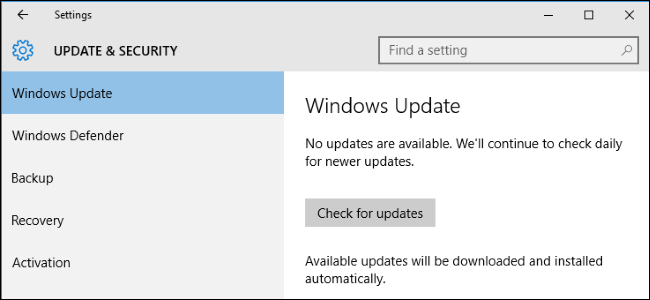 Settings
UPDATE & SECURITY
Find a setting
Windows Update
Windows Defender
Backup
Recovery
Activation
Windows Update
No updates are available. We'll continue to check daily
for newer updates.
Check for updates
Available updates will be downloaded and installed
automatically.